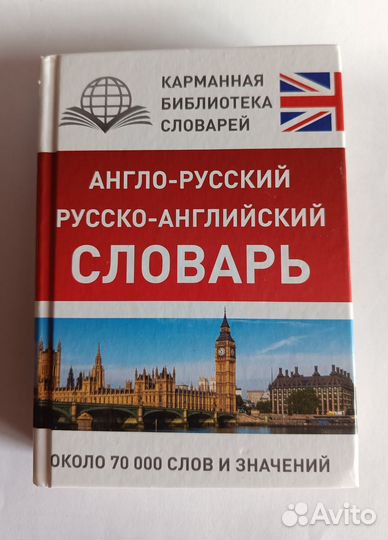 КАРМАННАЯ
БИБЛИОТЕКА
СЛОВАРЕЙ
АНГЛО-РУССКИЙ
РУССКО-АНГЛИЙСКИЙ
СЛОВАРЬ
ОКОЛО 70 000 СЛОВ И ЗНАЧЕНИЙ
Avito